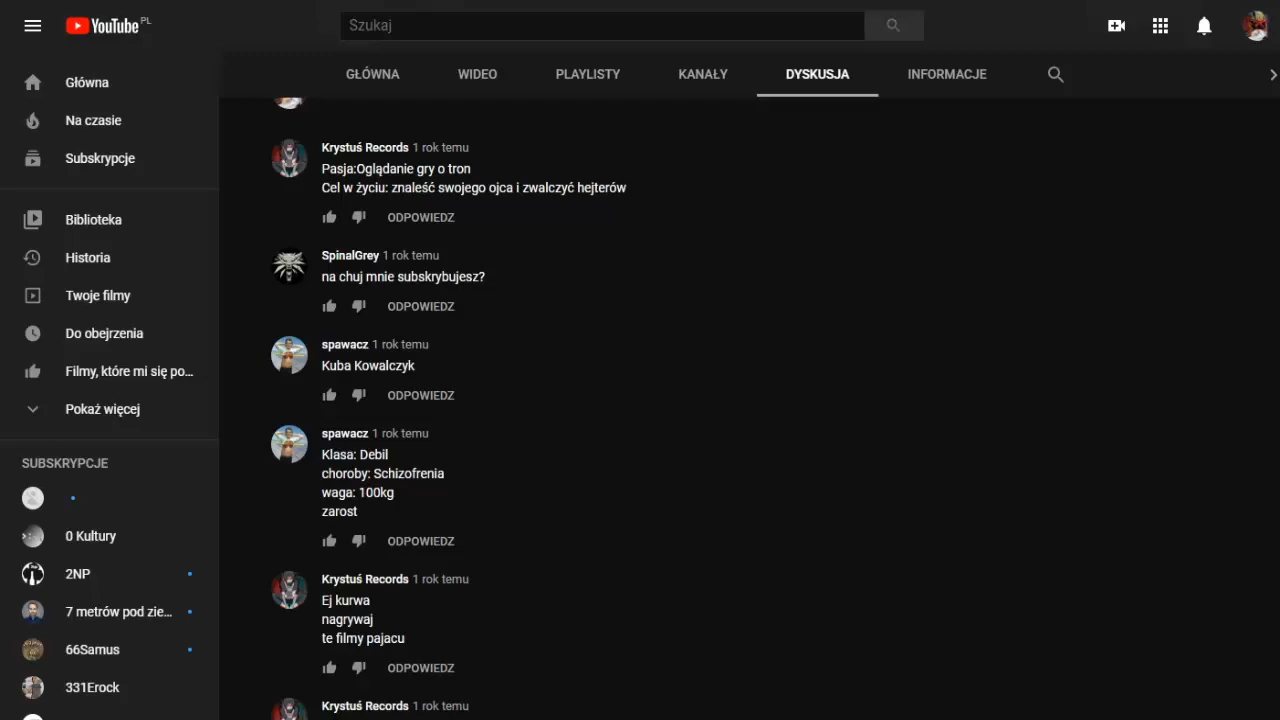 YouTube PL
Szukaj
Główna
Na czasie
Subskrypcje
Biblioteka
Historia
Twoje filmy
Do obejrzenia
Filmy, które mi się po...
Pokaż więcej
SUBSKRYPCJE
0 Kultury
2NP
7 metrów pod zie...
66Samus
331Erock
GŁÓWNA
WIDEO
PLAYLISTY
KANAŁY
DYSKUSJA
INFORMACJE
Krystuś Records 1 rok temu
Pasja:Oglądanie gry o tron
Cel w życiu: znaleść swojego ojca i zwalczyć hejterów
ODPOWIEDZ
SpinalGrey 1 rok temu
na chuj mnie subskrybujesz?
ODPOWIEDZ
spawacz 1 rok temu
Kuba Kowalczyk
ODPOWIEDZ
spawacz 1 rok temu
Klasa: Debil
choroby: Schizofrenia
waga: 100kg
zarost
ODPOWIEDZ
Krystuś Records 1 rok temu
Ej kurwa
nagrywaj
te filmy pajacu
ODPOWIEDZ
Krystuś Records 1 rok temu